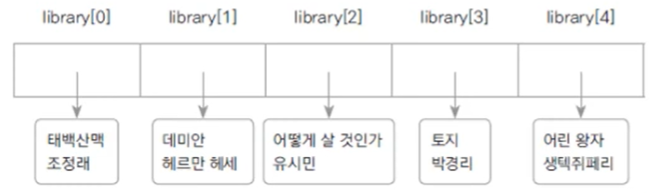 library[0] library[1] library[2] library[3] library[4]
태백산맥
조정래
데미안
헤르만 헤세
어떻게 살 것인가
유시민
토지
박경리
어린 왕자
생텍쥐페리